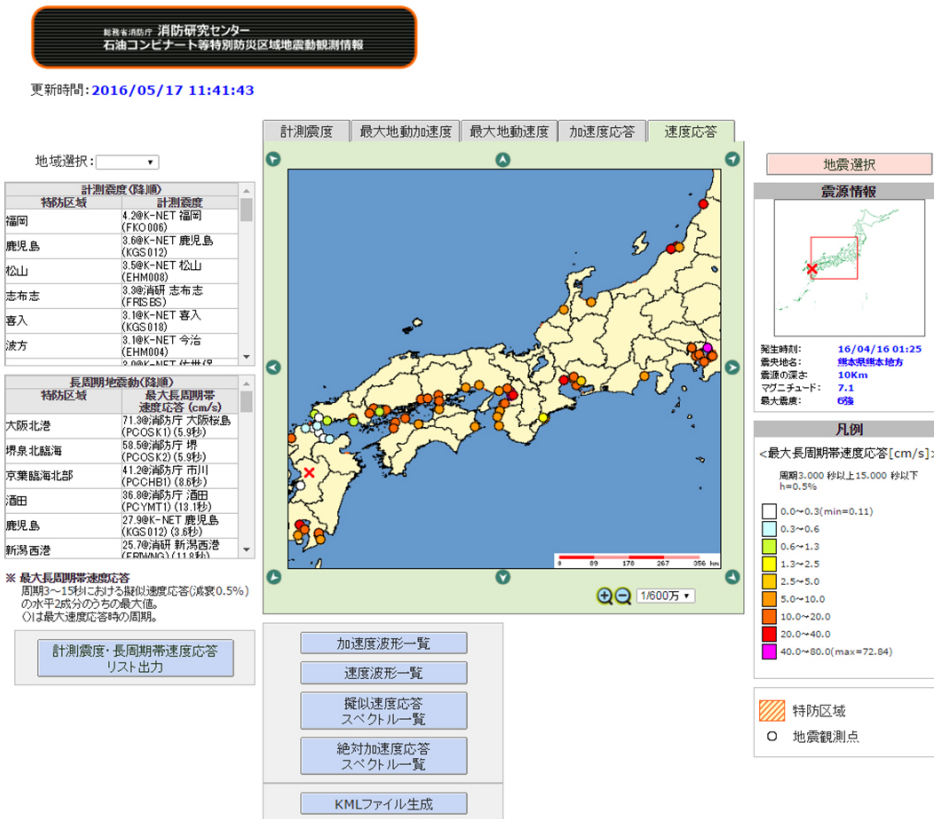 総務省消防庁 消防研究センター
石油コンビナート等特別防災区域地震動観測情報
更新時間:2016/05/17 11:41:43
計測震度
最大地動加速度
最大地動速度
加速度応答
速度応答
地域選択:
計測震度(降順)
特防区域 計測震度
福岡 4.2@K-NET 福岡
(FKO006)
鹿児島 3.6@K-NET 鹿児島
(KGS012)
松山 3.5@K-NET 松山
(EHM008)
志布志 3.3@消研 志布志
(FRISBS)
喜入 3.1@K-NET 喜入
(KGS018)
波方 3.1@K-NET 今治
(EHM004)
長周期地震動(降順)
特防区域 最大長周期帯
速度応答 (cm/s)
大阪北港 71.3@消防庁 大阪桜島
(PCOSK1) (5.9秒)
堺泉北臨海 58.5@消防庁 堺
(PCOSK2) (5.9秒)
京葉臨海北部 41.2@消防庁 市川
(PCCHB1) (8.6秒)
酒田 36.8@消防庁 酒田
(PCYMT1) (13.1秒)
鹿児島 27.9@K-NET 鹿児島
(KGS012) (3.6秒)
新潟西港 25.7@消研 新潟西港
(FRIWNG) (11.8秒)
※ 最大長周期帯速度応答
周期3～15秒における擬似速度応答(減衰0.5%)
の水平2成分のうちの最大値。
()は最大速度応答時の周期。
計測震度・長周期帯速度応答
リスト出力
0 89 178 267 356 km
1/600万
加速度波形一覧
速度波形一覧
擬似速度応答
スペクトル一覧
絶対加速度応答
スペクトル一覧
KMLファイル生成
地震選択
震源情報
発生時刻: 16/04/16 01:25
震央地名: 熊本県熊本地方
震源の深さ: 10Km
マグニチュード: 7.1
最大震度: 6強
凡例
<最大長周期帯速度応答[cm/s]>
周期3.000 秒以上15.000 秒以下
h=0.5%
0.0～0.3(min=0.11)
0.3～0.6
0.6～1.3
1.3～2.5
2.5～5.0
5.0～10.0
10.0～20.0
20.0～40.0
40.0～80.0(max=72.84)
特防区域
地震観測点